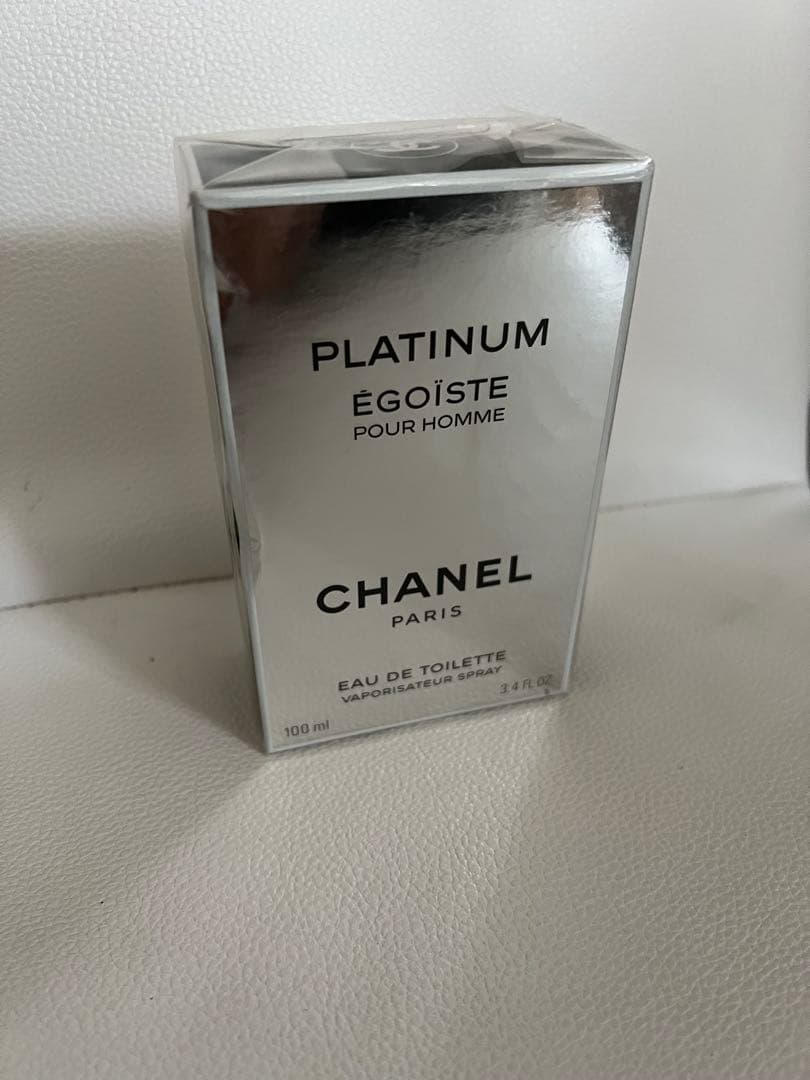 PLATINUM
ÉGOÏSTE
POUR HOMME
CHANEL
PARIS
EAU DE TOILETTE
VAPORISATEUR SPRAY
100 ml
3.4 FL OZ